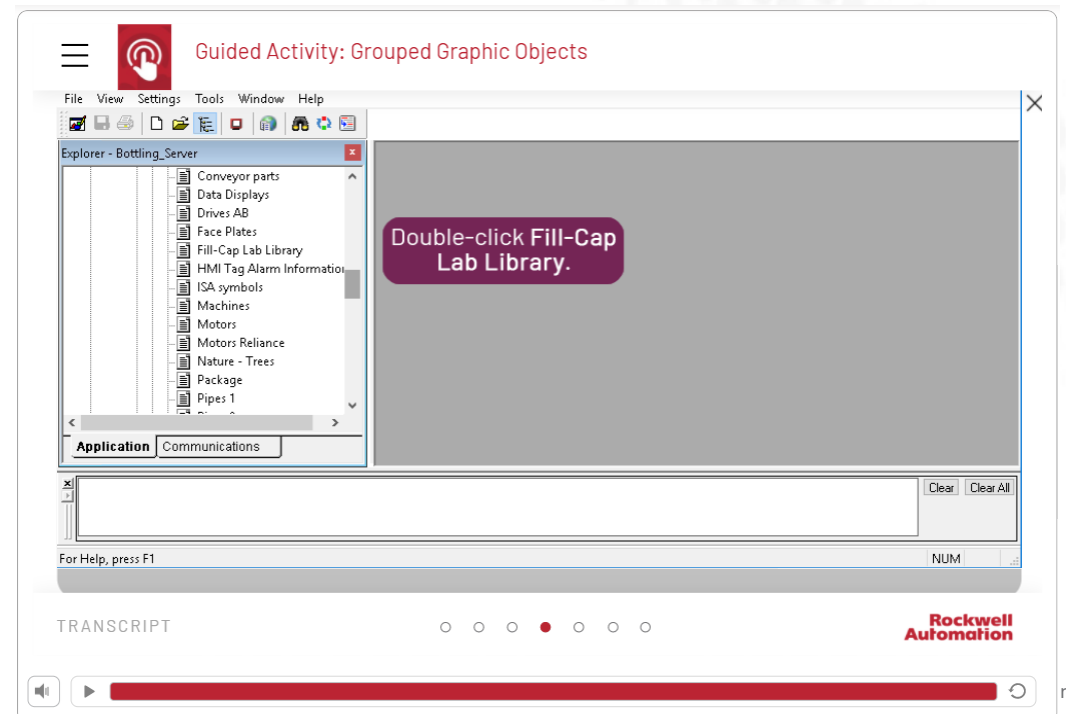 Guided Activity: Grouped Graphic Objects
File View Settings Tools Window Help
Explorer - Bottling_Server
Conveyor parts
Data Displays
Drives AB
Face Plates
Fill-Cap Lab Library
HMI Tag Alarm Information
ISA symbols
Machines
Motors
Motors Reliance
Nature - Trees
Package
Pipes 1
Application Communications
Double-click Fill-Cap
Lab Library.
Clear Clear All
For Help, press F1
NUM
TRANSCRIPT
Rockwell
Automation